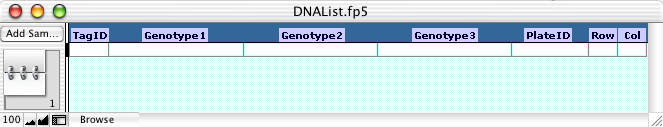 DNAList.fp5
Add Sam... TagID Genotype1 Genotype2 Genotype3 PlateID Row Col
1
100 Browse